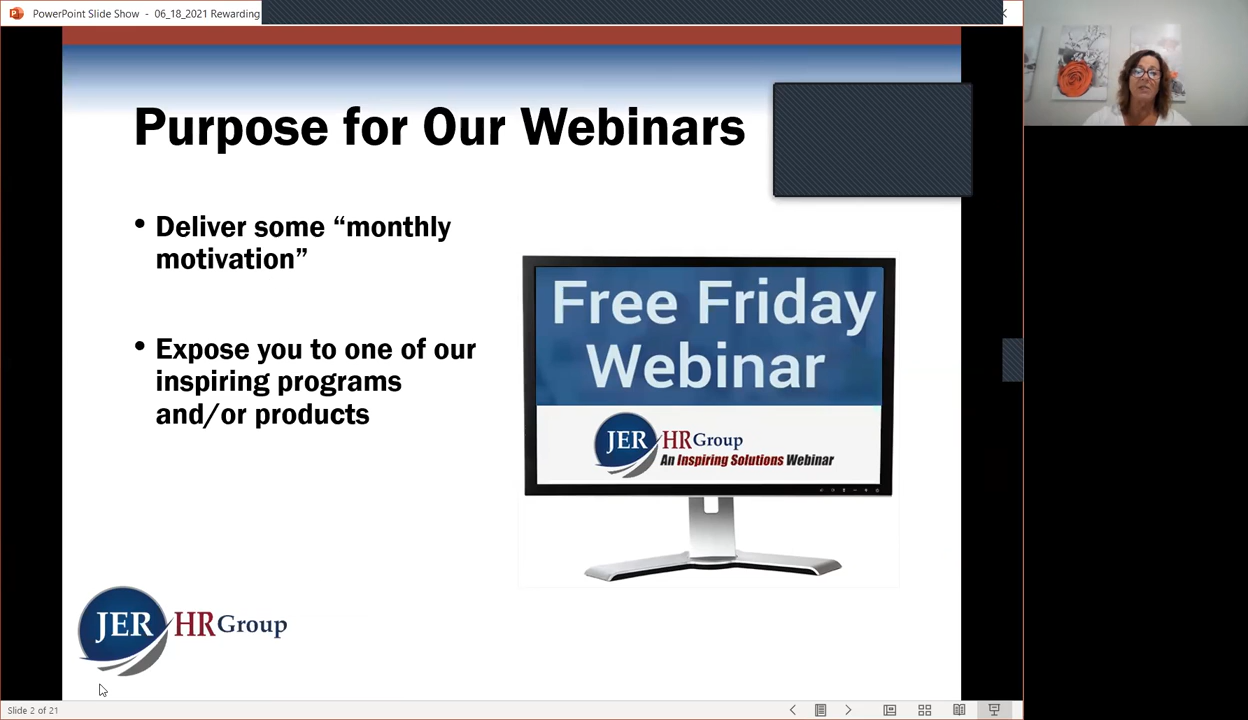 PowerPoint Slide Show - 06_18_2021 Rewarding
Purpose for Our Webinars
• Deliver some “monthly
motivation”
• Expose you to one of our
inspiring programs
and/or products
Free Friday
Webinar
JER HR Group
An Inspiring Solutions Webinar
JER HR Group
Slide 2 of 21